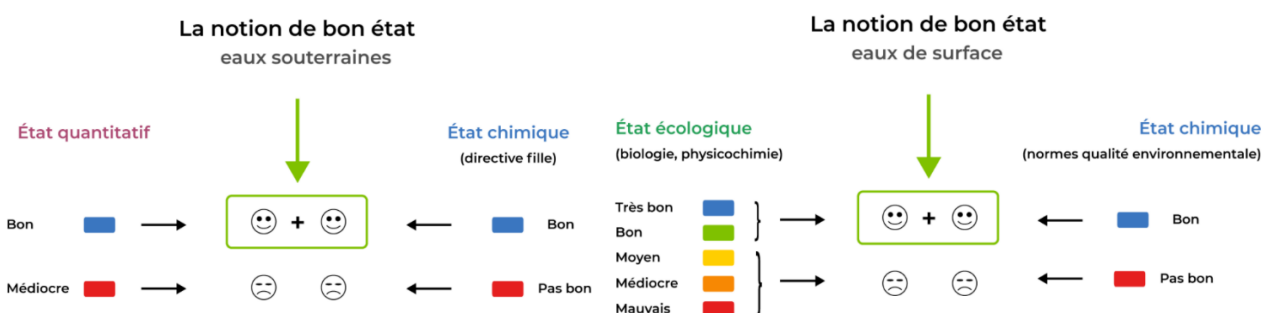 La notion de bon état
eaux souterraines
État quantitatif
État chimique
(directive fille)
Bon
+
Bon
Médiocre
Pas bon
La notion de bon état
eaux de surface
État écologique
(biologie, physicochimie)
État chimique
(normes qualité environnementale)
Très bon
Bon
Moyen
Médiocre
Mauvais
+
Bon
Pas bon